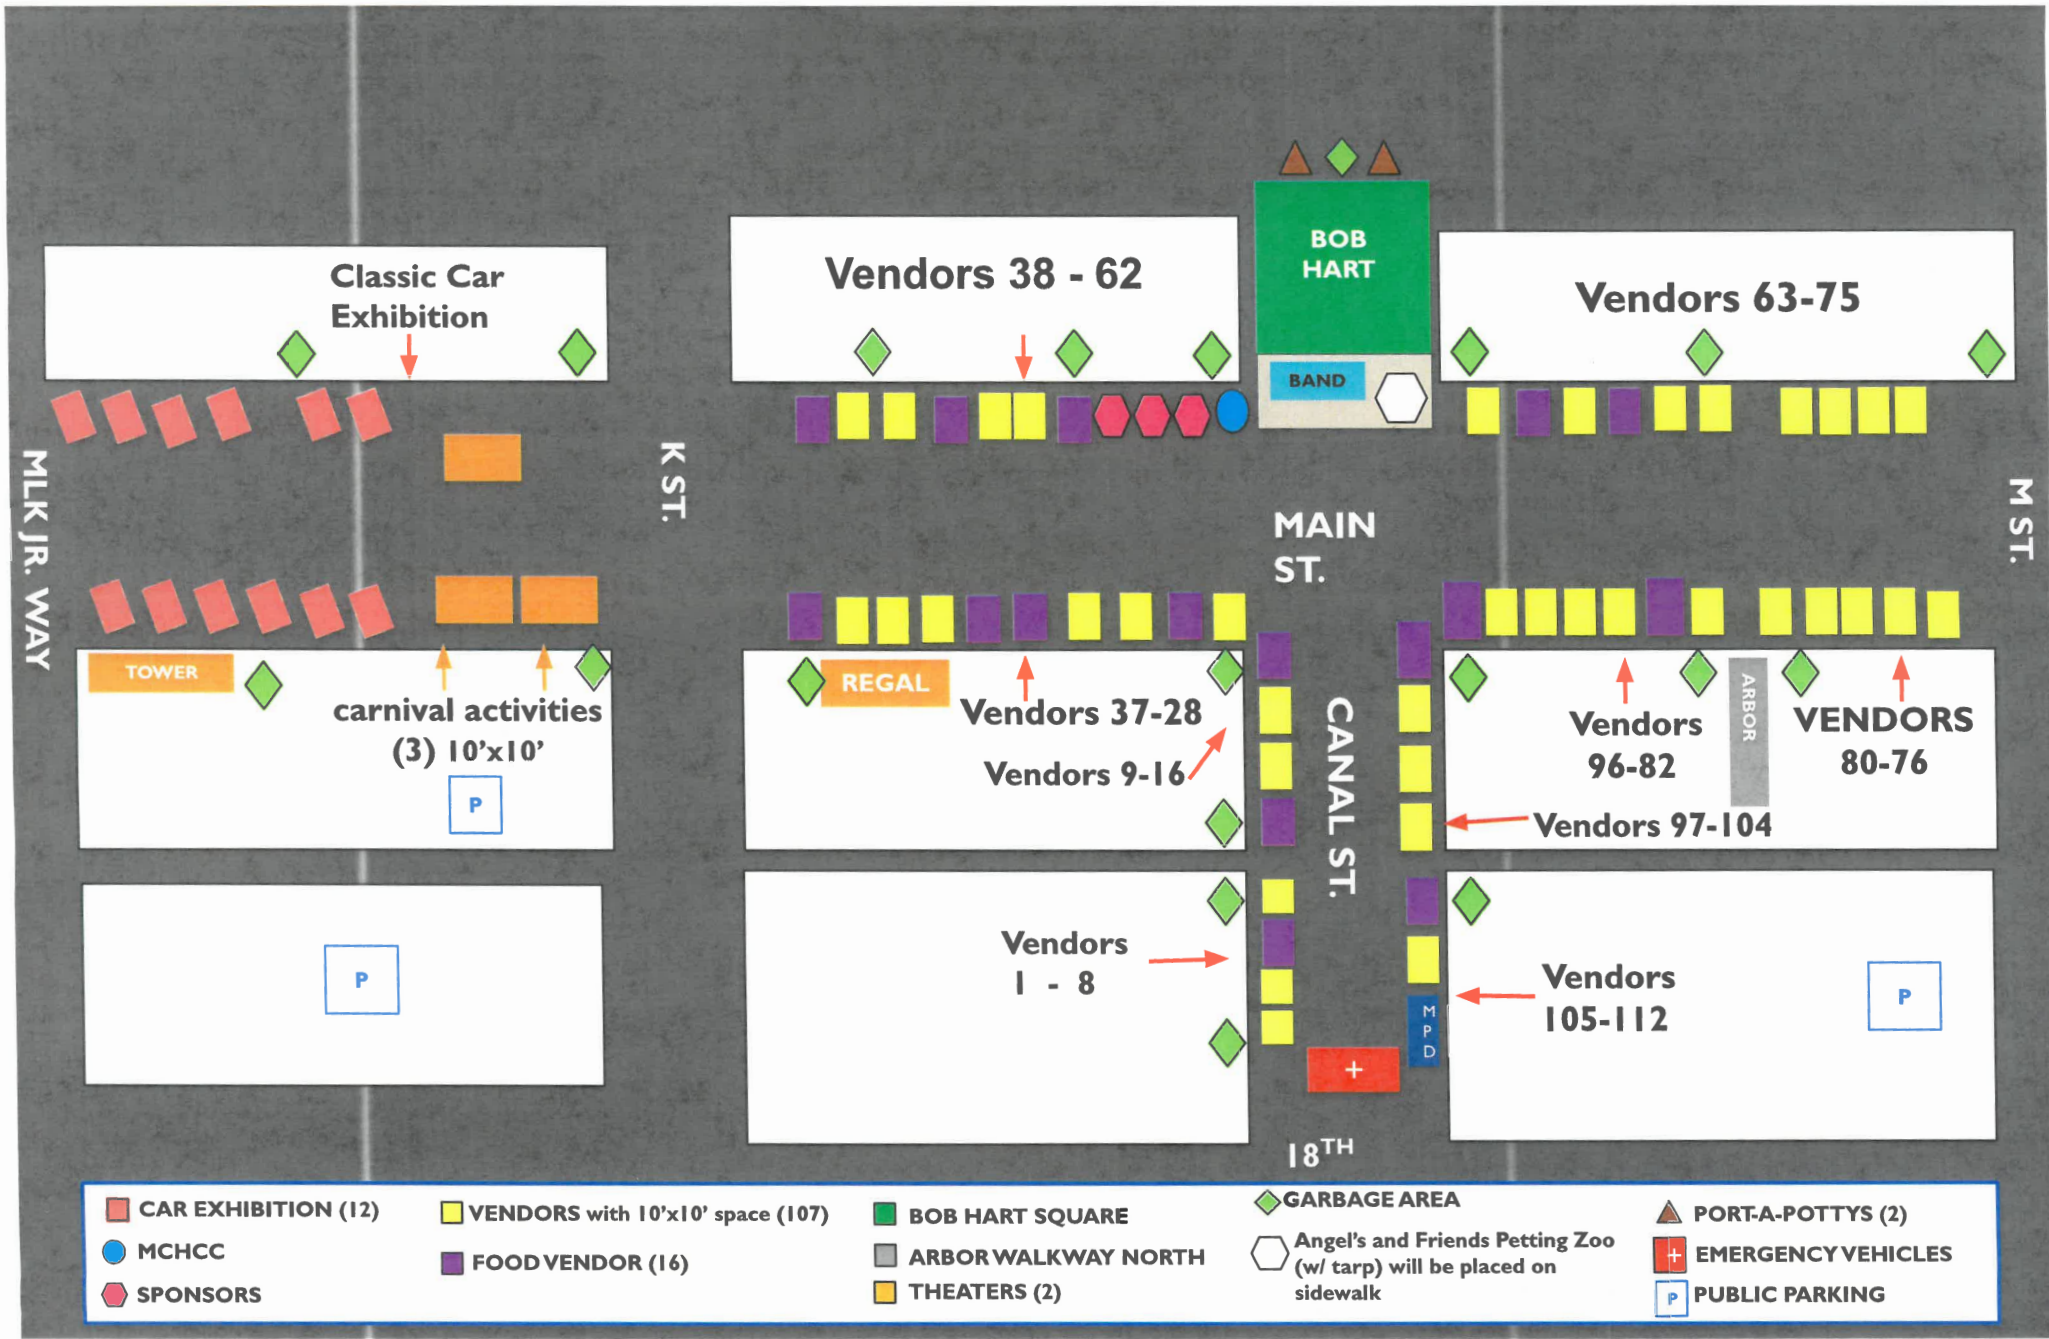 Classic Car
Exhibition
Vendors 38 - 62
BOB
HART
Vendors 63-75
BAND
MLK JR. WAY
K ST.
MAIN
ST.
M ST.
TOWER
carnival activities
(3) 10'x10'
P
REGAL
Vendors 37-28
Vendors 9-16
CANAL ST.
Vendors
96-82
ARBOR
VENDORS
80-76
Vendors 97-104
P
Vendors
1 - 8
MPD
Vendors
105-112
P
+
18TH
CAR EXHIBITION (12)
MCHCC
SPONSORS
VENDORS with 10'x10' space (107)
FOOD VENDOR (16)
BOB HART SQUARE
ARBOR WALKWAY NORTH
THEATERS (2)
GARBAGE AREA
Angel's and Friends Petting Zoo
(w/ tarp) will be placed on
sidewalk
PORT-A-POTTYS (2)
+
EMERGENCY VEHICLES
P
PUBLIC PARKING